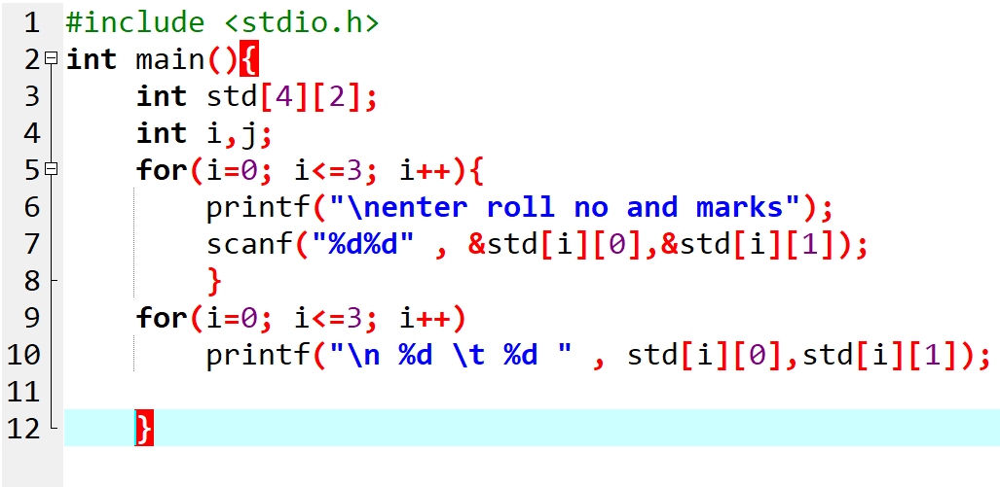 1 #include <stdio.h>
2 int main(){
3 int std[4][2];
4 int i,j;
5 for(i=0; i<=3; i++){
6 printf("\nenter roll no and marks");
7 scanf("%d%d" , &std[i][0],&std[i][1]);
8 }
9 for(i=0; i<=3; i++)
10 printf("\n %d \t %d " , std[i][0],std[i][1]);
11
12 }